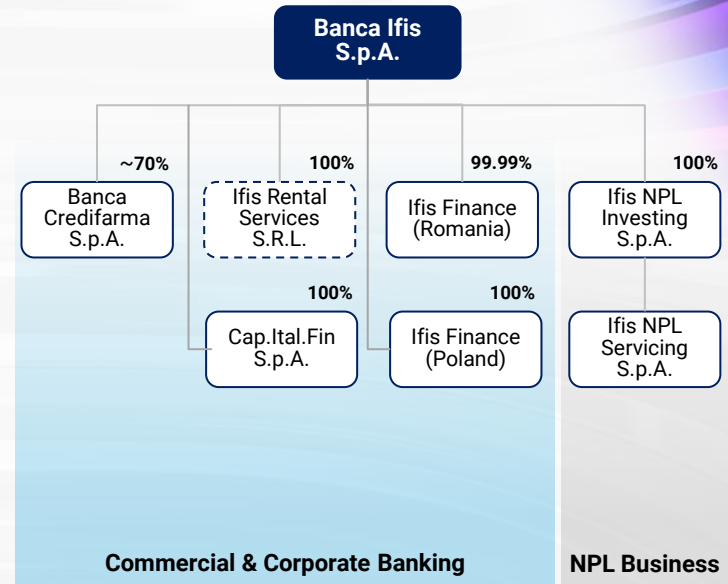 Banca Ifis
S.p.A.
~70%
100%
99.99%
100%
Banca
Credifarma
S.p.A.
Ifis Rental
Services
S.R.L.
Ifis Finance
(Romania)
Ifis NPL
Investing
S.p.A.
100%
100%
Cap.Ital.Fin
S.p.A.
Ifis Finance
(Poland)
Ifis NPL
Servicing
S.p.A.
Commercial & Corporate Banking
NPL Business